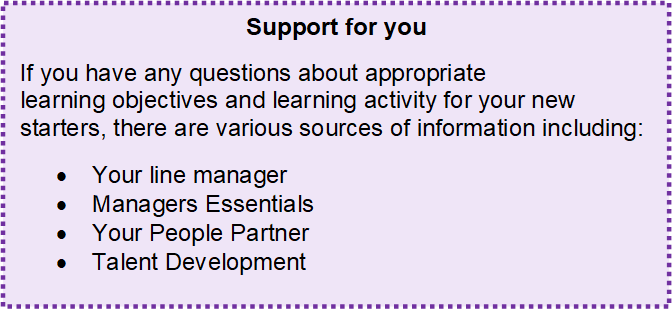 Support for you
If you have any questions about appropriate
learning objectives and learning activity for your new
starters, there are various sources of information including:
• Your line manager
• Managers Essentials
• Your People Partner
• Talent Development